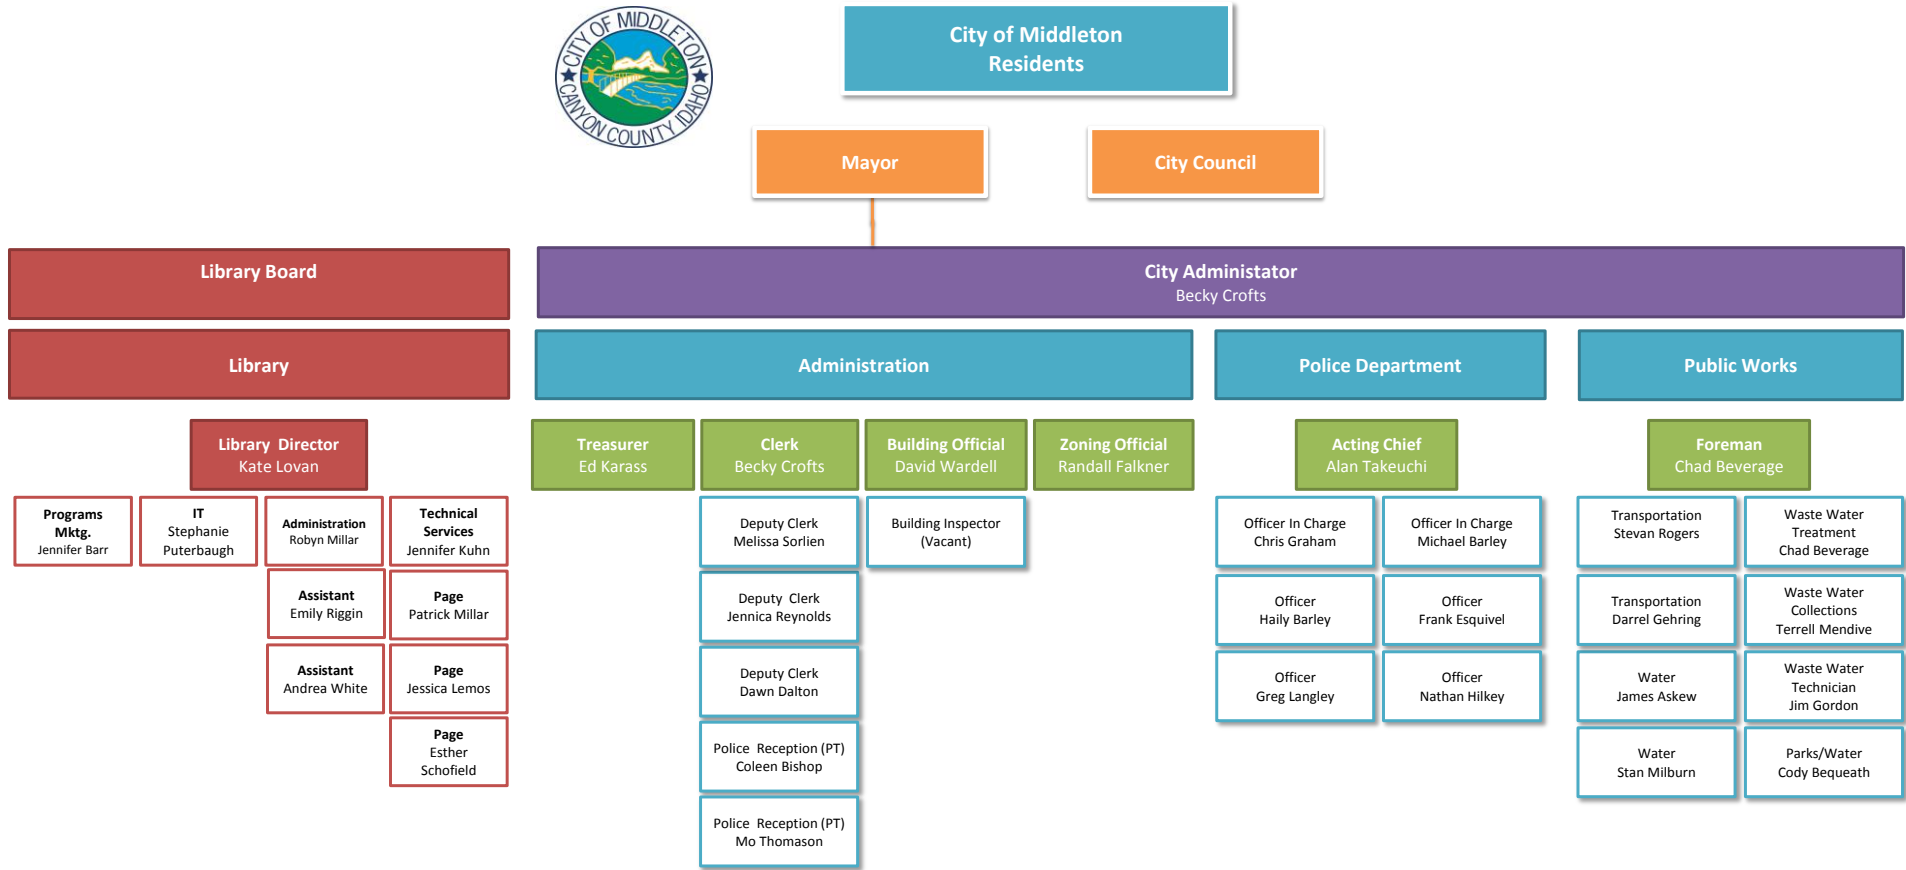 CITY OF MIDDLETON
CANYON COUNTY IDAHO
City of Middleton
Residents
Mayor
City Council
Library Board
City Administator
Becky Crofts
Library
Administration
Police Department
Public Works
Library Director
Kate Lovan
Treasurer
Ed Karass
Clerk
Becky Crofts
Building Official
David Wardell
Zoning Official
Randall Falkner
Acting Chief
Alan Takeuchi
Foreman
Chad Beverage
Programs
Mktg.
Jennifer Barr
IT
Stephanie
Puterbaugh
Administration
Robyn Millar
Technical
Services
Jennifer Kuhn
Assistant
Emily Riggin
Page
Patrick Millar
Assistant
Andrea White
Page
Jessica Lemos
Page
Esther
Schofield
Deputy Clerk
Melissa Sorlien
Deputy Clerk
Jennica Reynolds
Deputy Clerk
Dawn Dalton
Police Reception (PT)
Coleen Bishop
Police Reception (PT)
Mo Thomason
Building Inspector
(Vacant)
Officer In Charge
Chris Graham
Officer In Charge
Michael Barley
Officer
Haily Barley
Officer
Frank Esquivel
Officer
Greg Langley
Officer
Nathan Hilkey
Transportation
Stevan Rogers
Waste Water
Treatment
Chad Beverage
Transportation
Darrel Gehring
Waste Water
Collections
Terrell Mendive
Water
James Askew
Waste Water
Technician
Jim Gordon
Water
Stan Milburn
Parks/Water
Cody Bequeath